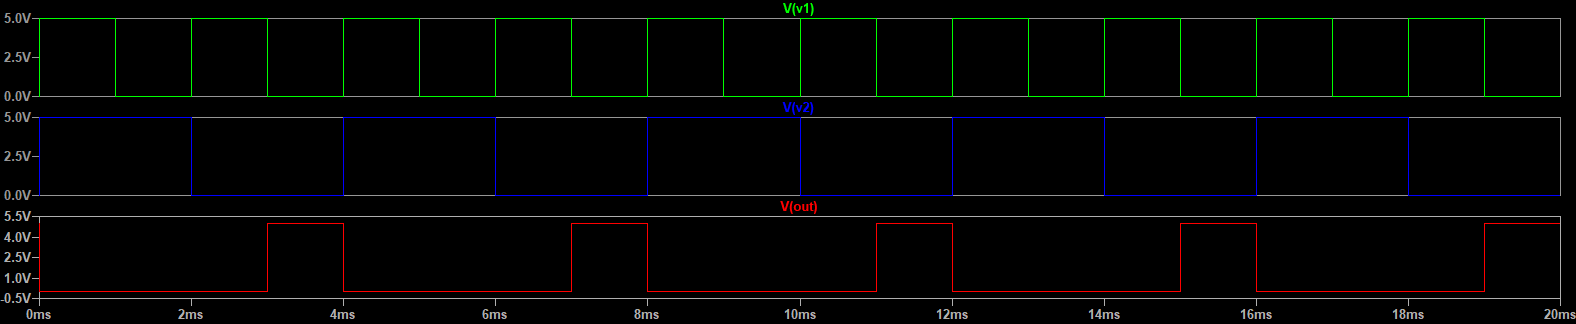 V(v1)
5.0V
2.5V
0.0V
V(v2)
5.0V
2.5V
0.0V
V(out)
5.5V
4.0V
2.5V
1.0V
-0.5V
0ms 2ms 4ms 6ms 8ms 10ms 12ms 14ms 16ms 18ms 20ms